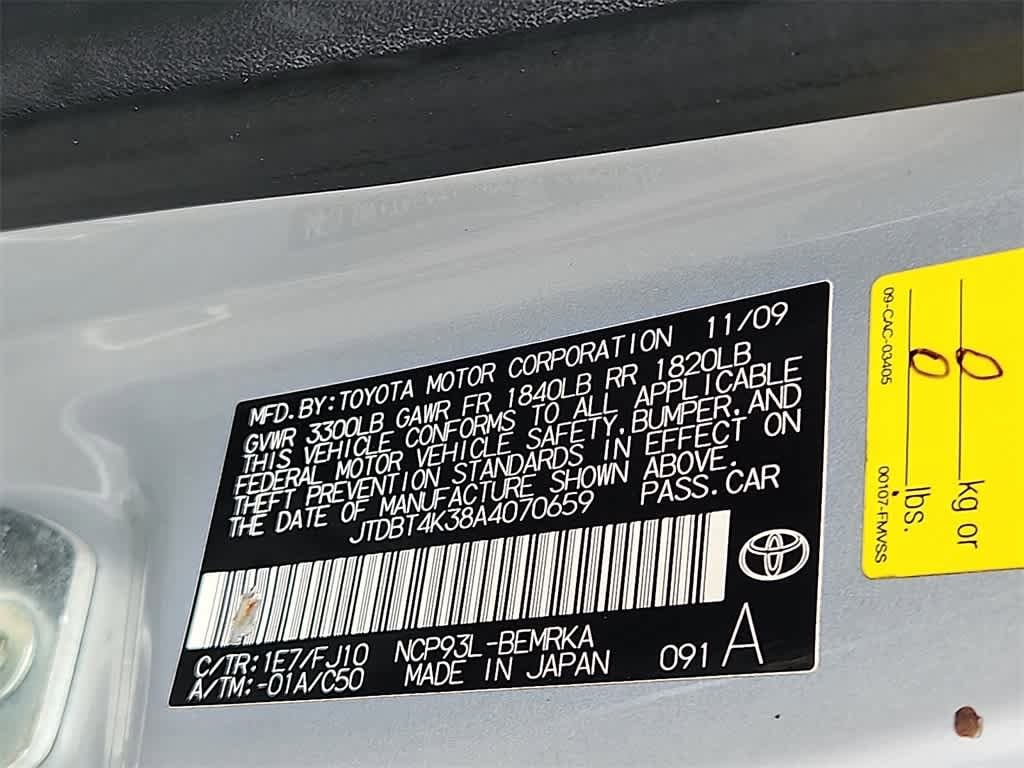 MFD. BY: TOYOTA MOTOR CORPORATION 11/09
GVWR 3300LB GAWR FR 1840LB RR 1820LB
THIS VEHICLE CONFORMS TO ALL APPLICABLE
FEDERAL MOTOR VEHICLE SAFETY, BUMPER, AND
THEFT PREVENTION STANDARDS IN EFFECT ON
THE DATE OF MANUFACTURE SHOWN ABOVE.
JTDBT4K38A4070659 PASS. CAR
C/TR: 1E7/FJ10 NCP93L-BEMRKA
A/TM: -01A/C50 MADE IN JAPAN 091 A
0 kg or
0 lbs.
09-CAC-03405 00107-FMVSS